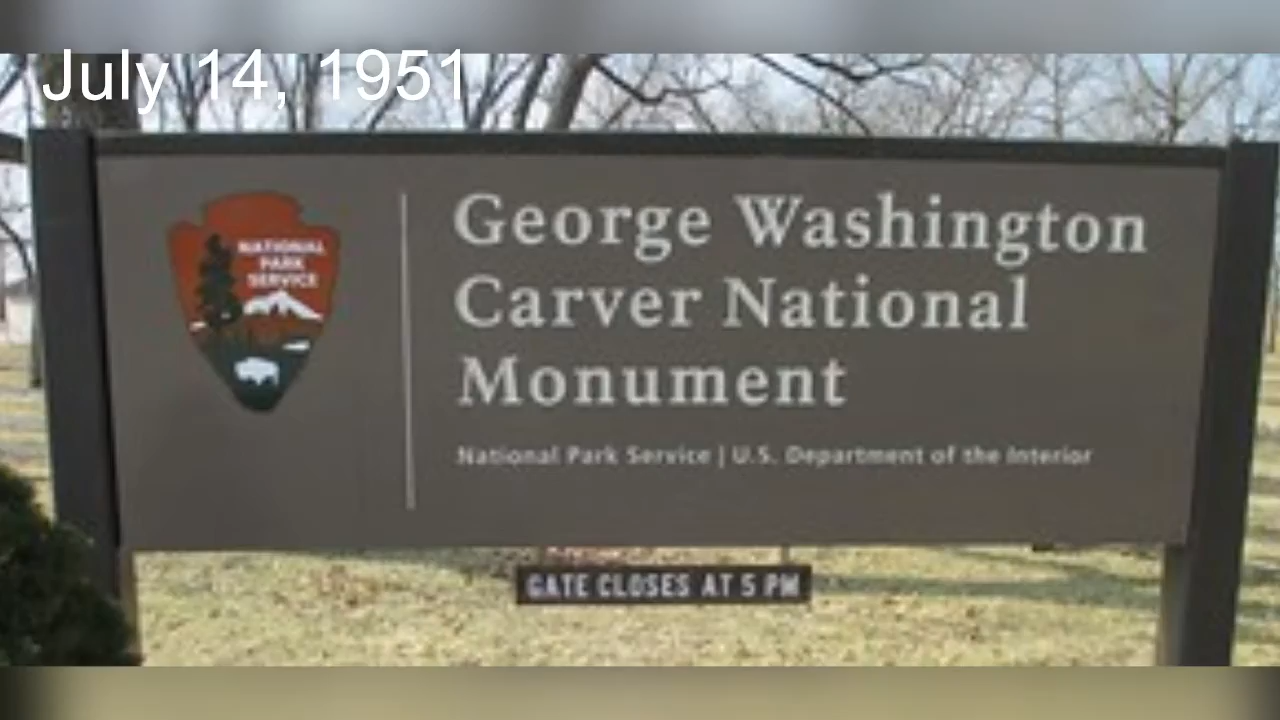 July 14, 1951
NATIONAL
PARK
SERVICE
George Washington
Carver National
Monument
National Park Service | U.S. Department of the Interior
GATE CLOSES AT 5 PM